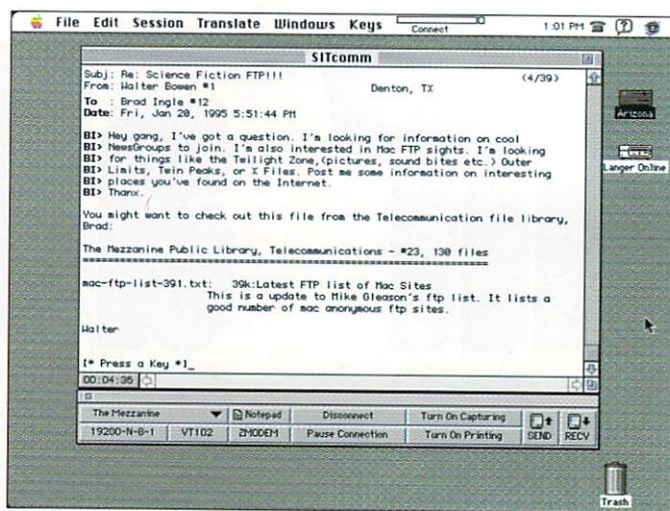 File Edit Session Translate Windows Keys Connect 1:01 PM
SITcomm
Subj: Re: Science Fiction FTP!!! (4/39)
From: Walter Bowen #1 Denton, TX
To : Brad Ingle #12
Date: Fri, Jan 20, 1995 5:51:44 PM
BI> Hey gang, I've got a question. I'm looking for information on cool
BI> NewsGroups to join. I'm also interested in Mac FTP sights. I'm looking
BI> for things like the Twilight Zone,(pictures, sound bites etc.) Outer
BI> Limits, Twin Peaks, or X Files. Post me some information on interesting
BI> places you've found on the Internet.
BI> Thanx.
You might want to check out this file from the Telecommunication file library,
Brad:
The Mezzanine Public Library, Telecommunications - #23, 130 files
==========================================================
mac-ftp-list-391.txt: 39k:Latest FTP list of Mac Sites
This is a update to Mike Gleason's ftp list. It lists a
good number of mac anonymous ftp sites.
Walter
[* Press a Key *]_
00:04:36
The Mezzanine Notepad Disconnect Turn On Capturing
19200-N-8-1 VT102 ZMODEM Pause Connection Turn On Printing SEND RECV
Arizona
Langer Online
Trash